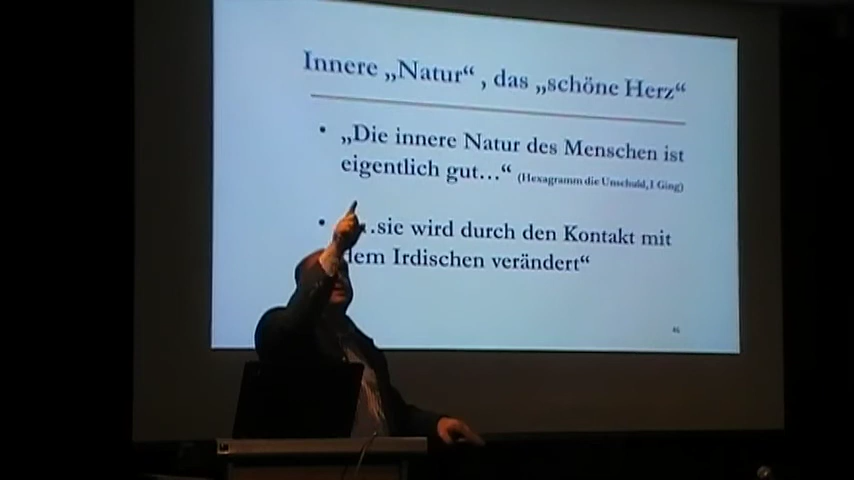 Innere „Natur“ , das „schöne Herz“
• „Die innere Natur des Menschen ist
eigentlich gut…“ (Hexagramm die Unschuld, I Ging)
• …sie wird durch den Kontakt mit
dem Irdischen verändert“